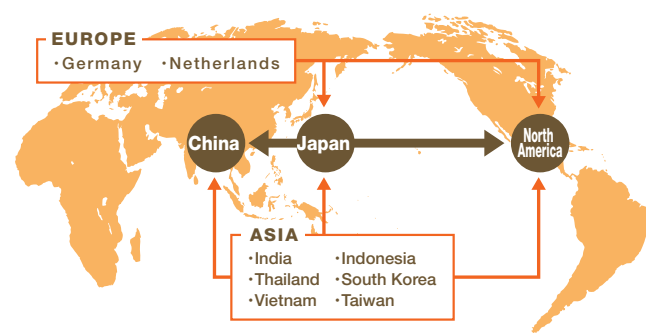 EUROPE
・Germany ・Netherlands
China
Japan
North
America
ASIA
・India ・Indonesia
・Thailand ・South Korea
・Vietnam ・Taiwan